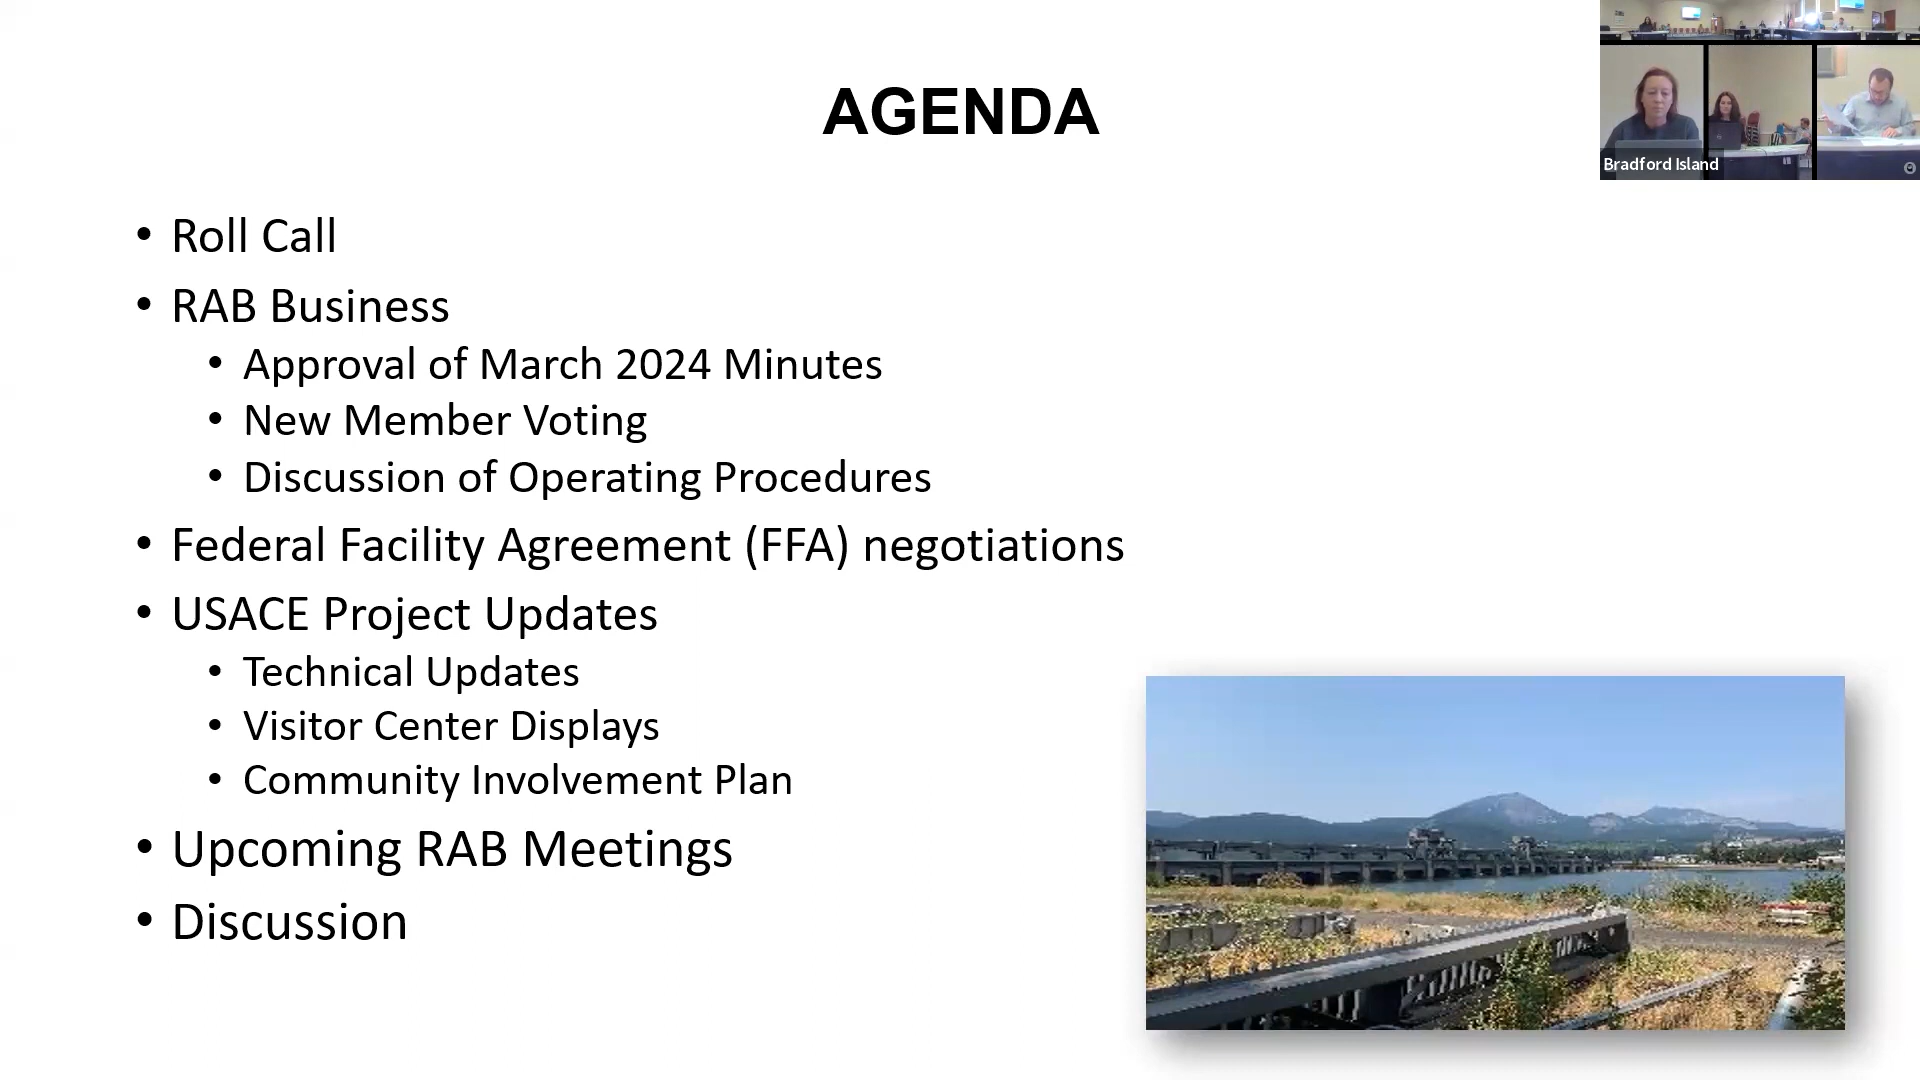 AGENDA
Bradford Island
• Roll Call
• RAB Business
• Approval of March 2024 Minutes
• New Member Voting
• Discussion of Operating Procedures
• Federal Facility Agreement (FFA) negotiations
• USACE Project Updates
• Technical Updates
• Visitor Center Displays
• Community Involvement Plan
• Upcoming RAB Meetings
• Discussion